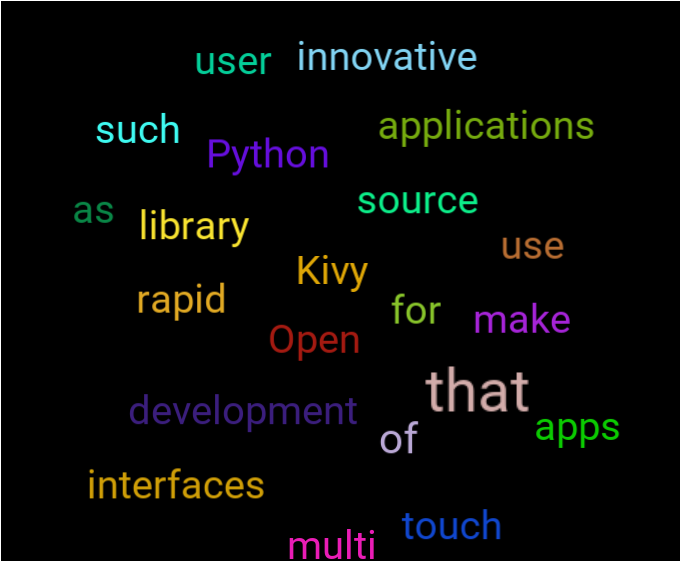 user innovative
such applications
Python
source
as library
use
Kivy
rapid
for make
Open
that
development
of apps
interfaces
touch
multi